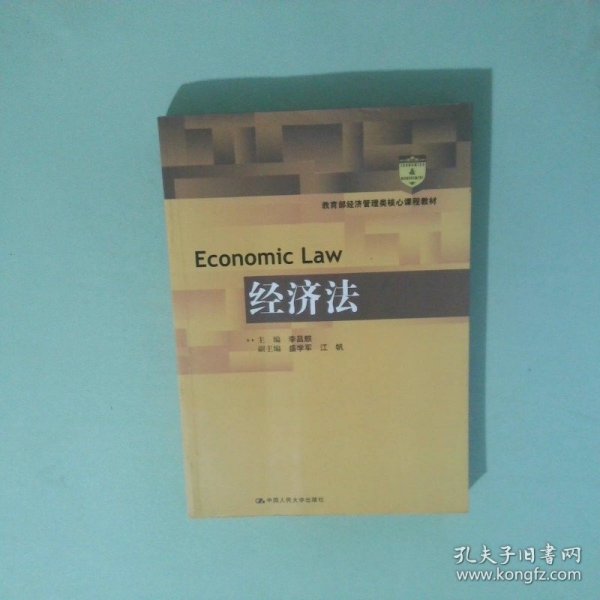 教育部经济管理类核心课程教材
Economic Law
经济法
主 编 李昌麒
副主编 盛学军 江 帆
中国人民大学出版社
孔夫子旧书网
www.kongfz.com